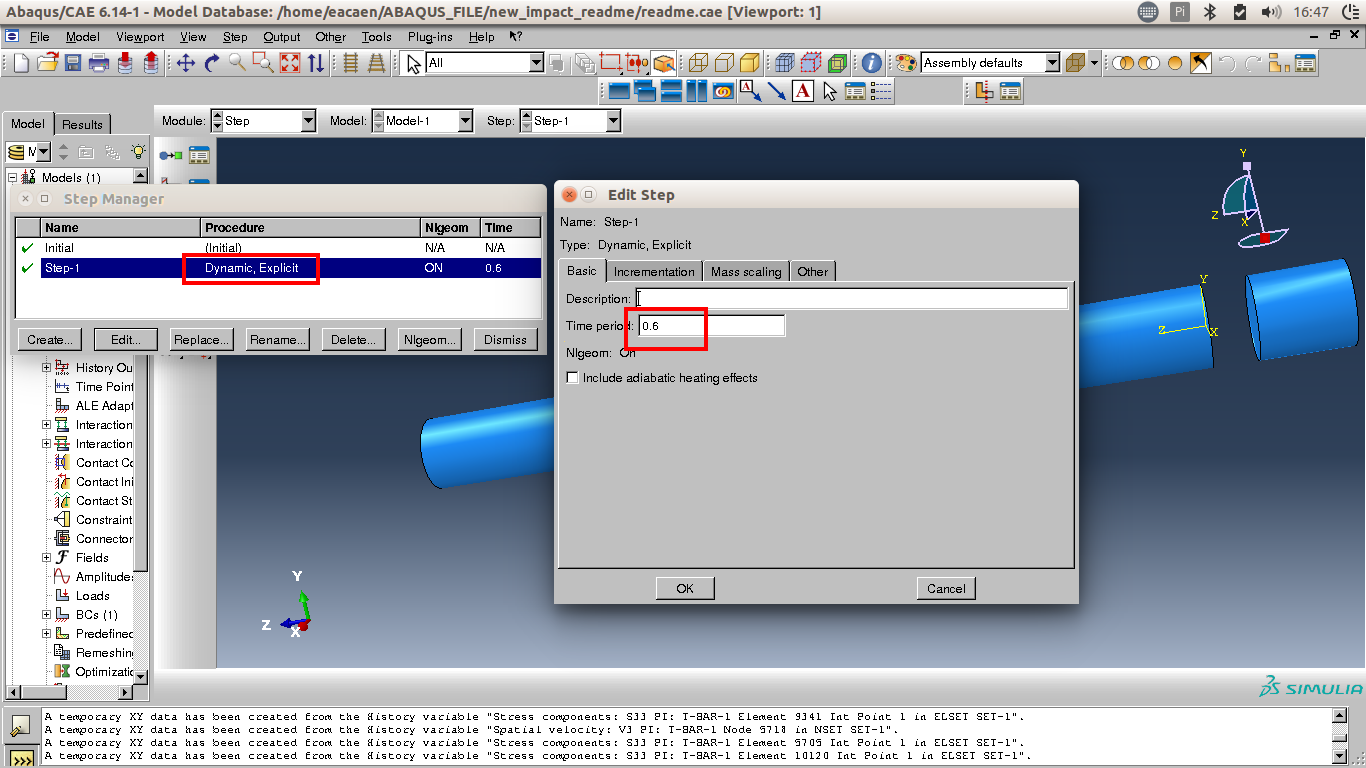 Abaqus/CAE 6.14-1 - Model Database: /home/eacaen/ABAQUS_FILE/new_impact_readme/readme.cae [Viewport: 1]
Pi
16:47
File Model Viewport View Step Output Other Tools Plug-ins Help
All
Assembly defaults
A
A
Model Results
Module: Step Model: Model-1 Step: Step-1
M
Models (1)
Step Manager
Name Procedure Nlgeom Time
Initial (Initial) N/A N/A
Step-1 Dynamic, Explicit ON 0.6
Create... Edit... Replace... Rename... Delete... Nlgeom... Dismiss
Edit Step
Name: Step-1
Type: Dynamic, Explicit
Basic Incrementation Mass scaling Other
Description:
Time period: 0.6
Nlgeom: On
Include adiabatic heating effects
OK Cancel
History Ou
Time Point
ALE Adapt
Interaction
Interaction
Contact Co
Contact Ini
Contact St
Constraint
Connector
Fields
Amplitudes
Loads
BCs (1)
Predefined
Remeshing
Optimizatio
Y
Z
X
Y
Z
X
Y
Z
X
SIMULIA
A temporary XY data has been created from the History variable "Stress components: S33 PI: T-BAR-1 Element 9341 Int Point 1 in ELSET SET-1".
A temporary XY data has been created from the History variable "Spatial velocity: V3 PI: T-BAR-1 Node 5718 in NSET SET-1".
A temporary XY data has been created from the History variable "Stress components: S33 PI: T-BAR-1 Element 5705 Int Point 1 in ELSET SET-1".
A temporary XY data has been created from the History variable "Stress components: S33 PI: T-BAR-1 Element 10120 Int Point 1 in ELSET SET-1".
>>>